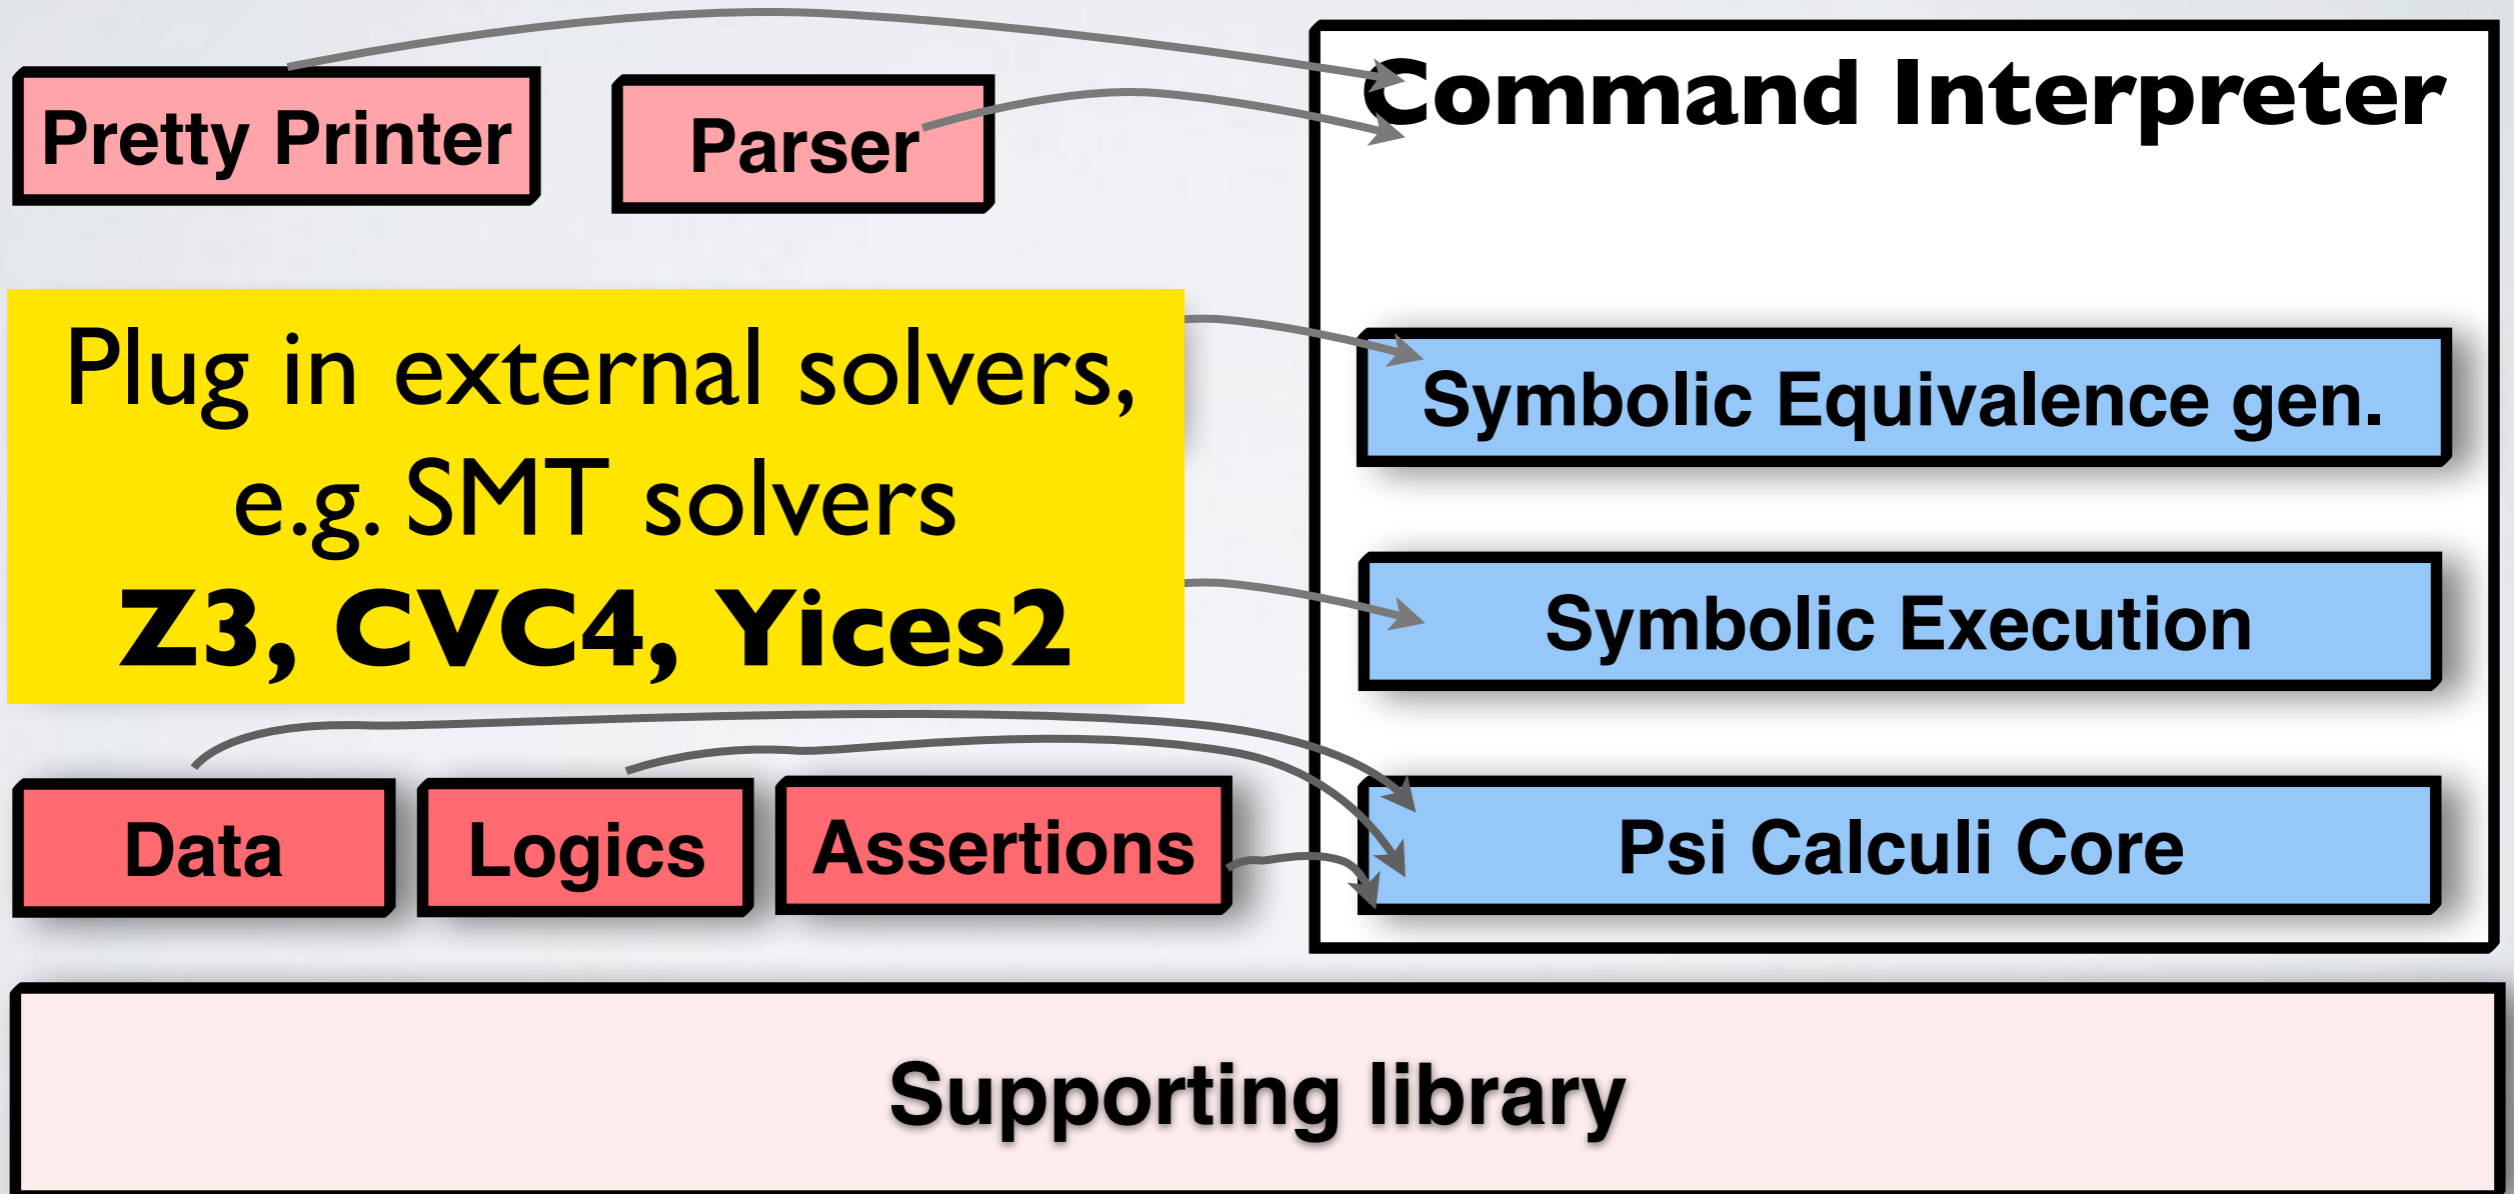 Pretty Printer
Parser
Command Interpreter
Plug in external solvers,
e.g. SMT solvers
Z3, CVC4, Yices2
Symbolic Equivalence gen.
Symbolic Execution
Data
Logics
Assertions
Psi Calculi Core
Supporting library